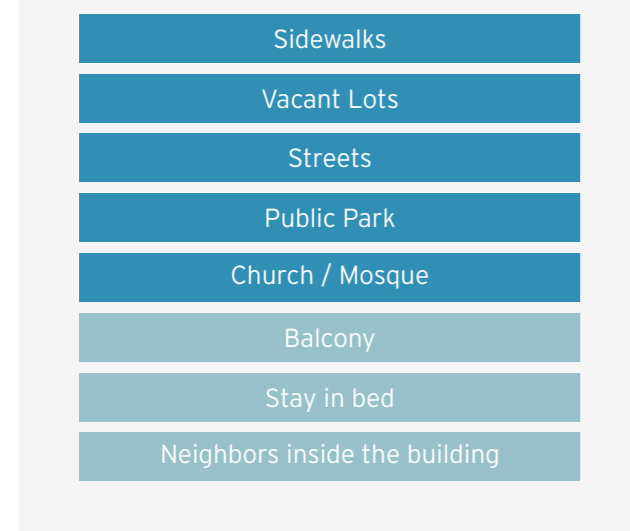 Sidewalks
Vacant Lots
Streets
Public Park
Church / Mosque
Balcony
Stay in bed
Neighbors inside the building